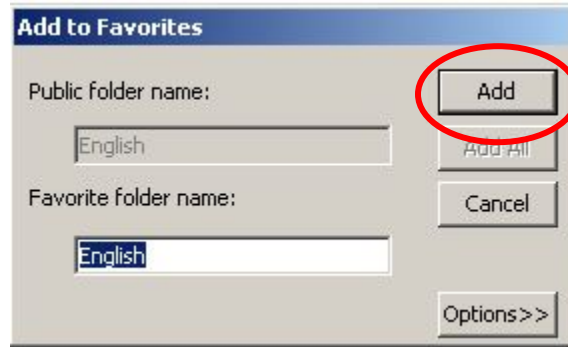 Add to Favorites
Public folder name:
Add
English
Add All
Favorite folder name:
Cancel
English
Options>>